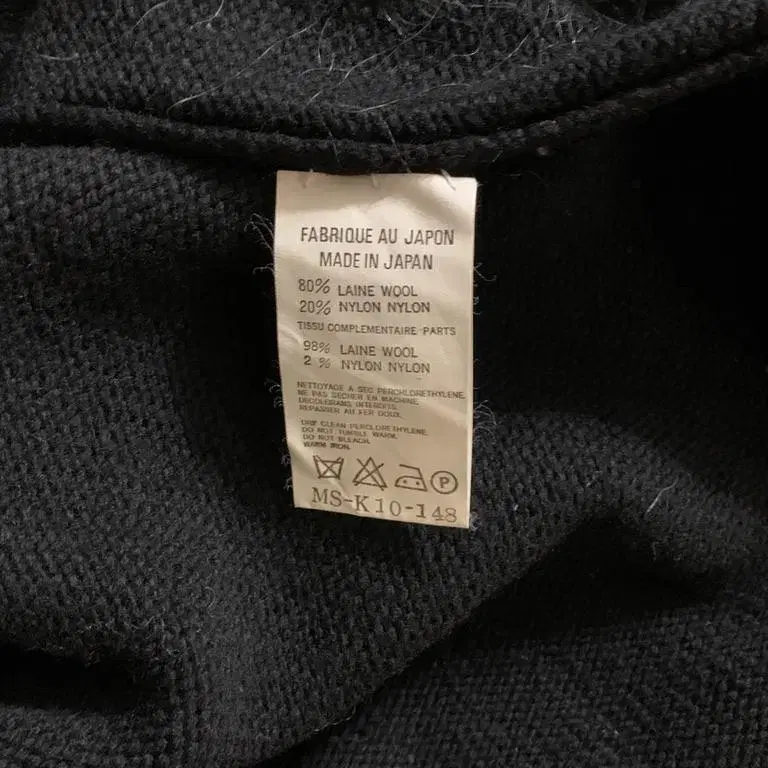 FABRIQUE AU JAPON
MADE IN JAPAN
80% LAINE WOOL
20% NYLON NYLON
TISSU COMPLEMENTAIRE PARTS
98% LAINE WOOL
2 % NYLON NYLON
NETTOYAGE A SEC PERCHLORETHYLENE.
NE PAS SECHER EN MACHINE.
DECOLORANS INTERDITS.
REPASSER AU FER DOUX.
DRY CLEAN PERCLORETHYLENE.
DO NOT TUMBLE WARM.
DO NOT BLEACH.
WARM IRON.
P
MS-K10-148